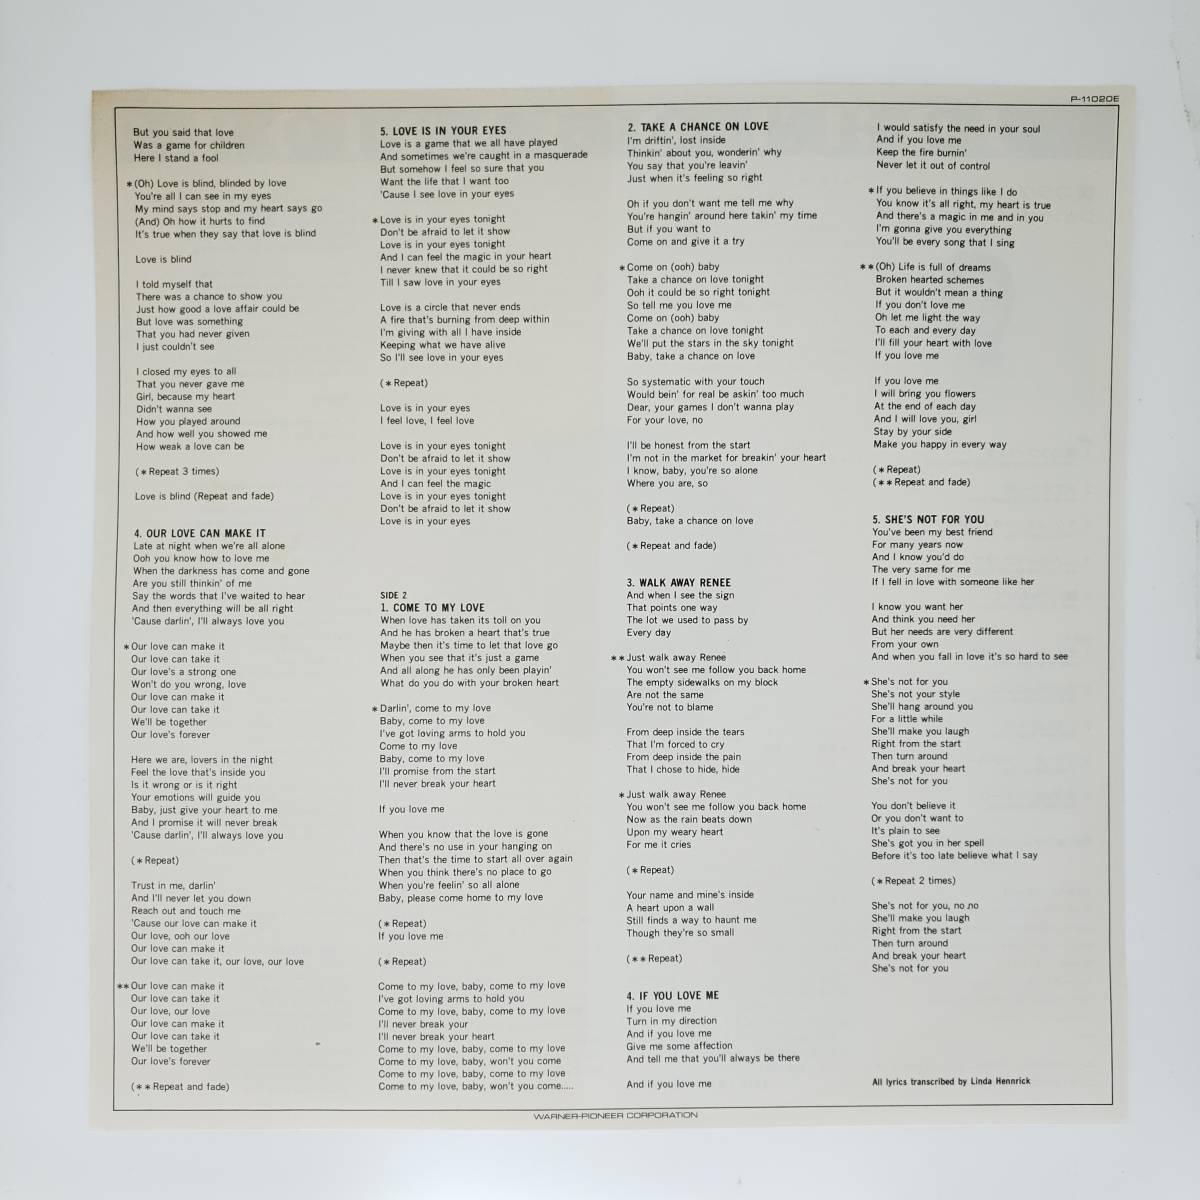 P-11020E
But you said that love
Was a game for children
Here I stand a fool
*(Oh) Love is blind, blinded by love
You're all I can see in my eyes
My mind says stop and my heart says go
(And) Oh how it hurts to find
It's true when they say that love is blind
Love is blind
I told myself that
There was a chance to show you
Just how good a love affair could be
But love was something
That you had never given
I just couldn't see
I closed my eyes to all
That you never gave me
Girl, because my heart
Didn't wanna see
How you played around
And how well you showed me
How weak a love can be
(*Repeat 3 times)
Love is blind (Repeat and fade)
4. OUR LOVE CAN MAKE IT
Late at night when we're all alone
Ooh you know how to love me
When the darkness has come and gone
Are you still thinkin' of me
Say the words that I've waited to hear
And then everything will be all right
'Cause darlin', I'll always love you
*Our love can make it
Our love can take it
Our love's a strong one
Won't do you wrong, love
Our love can make it
Our love can take it
We'll be together
Our love's forever
Here we are, lovers in the night
Feel the love that's inside you
Is it wrong or is it right
Your emotions will guide you
Baby, just give your heart to me
And I promise it will never break
'Cause darlin', I'll always love you
(*Repeat)
Trust in me, darlin'
And I'll never let you down
Reach out and touch me
'Cause our love can make it
Our love, ooh our love
Our love can make it
Our love can take it, our love, our love
**Our love can make it
Our love can take it
Our love, our love
Our love can make it
Our love can take it
We'll be together
Our love's forever
(**Repeat and fade)
5. LOVE IS IN YOUR EYES
Love is a game that we all have played
And sometimes we're caught in a masquerade
But somehow I feel so sure that you
Want the life that I want too
'Cause I see love in your eyes
*Love is in your eyes tonight
Don't be afraid to let it show
Love is in your eyes tonight
And I can feel the magic in your heart
I never knew that it could be so right
Till I saw love in your eyes
Love is a circle that never ends
A fire that's burning from deep within
I'm giving with all I have inside
Keeping what we have alive
So I'll see love in your eyes
(*Repeat)
Love is in your eyes
I feel love, I feel love
Love is in your eyes tonight
Don't be afraid to let it show
Love is in your eyes tonight
And I can feel the magic
Love is in your eyes tonight
Don't be afraid to let it show
Love is in your eyes
SIDE 2
1. COME TO MY LOVE
When love has taken its toll on you
And he has broken a heart that's true
Maybe then it's time to let that love go
When you see that it's just a game
And all along he has only been playin'
What do you do with your broken heart
*Darlin', come to my love
Baby, come to my love
I've got loving arms to hold you
Come to my love
Baby, come to my love
I'll promise from the start
I'll never break your heart
If you love me
When you know that the love is gone
And there's no use in your hanging on
Then that's the time to start all over again
When you think there's no place to go
When you're feelin' so all alone
Baby, please come home to my love
(*Repeat)
If you love me
(*Repeat)
Come to my love, baby, come to my love
I've got loving arms to hold you
Come to my love, baby, come to my love
I'll never break your
I'll never break your heart
Come to my love, baby, come to my love
Come to my love, baby, won't you come
Come to my love, baby, come to my love
Come to my love, baby, won't you come.....
2. TAKE A CHANCE ON LOVE
I'm driftin', lost inside
Thinkin' about you, wonderin' why
You say that you're leavin'
Just when it's feeling so right
Oh if you don't want me tell me why
You're hangin' around here takin' my time
But if you want to
Come on and give it a try
*Come on (ooh) baby
Take a chance on love tonight
Ooh it could be so right tonight
So tell me you love me
Come on (ooh) baby
Take a chance on love tonight
We'll put the stars in the sky tonight
Baby, take a chance on love
So systematic with your touch
Would bein' for real be askin' too much
Dear, your games I don't wanna play
For your love, no
I'll be honest from the start
I'm not in the market for breakin' your heart
I know, baby, you're so alone
Where you are, so
(*Repeat)
Baby, take a chance on love
(*Repeat and fade)
3. WALK AWAY RENEE
And when I see the sign
That points one way
The lot we used to pass by
Every day
**Just walk away Renee
You won't see me follow you back home
The empty sidewalks on my block
Are not the same
You're not to blame
From deep inside the tears
That I'm forced to cry
From deep inside the pain
That I chose to hide, hide
*Just walk away Renee
You won't see me follow you back home
Now as the rain beats down
Upon my weary heart
For me it cries
(*Repeat)
Your name and mine's inside
A heart upon a wall
Still finds a way to haunt me
Though they're so small
(**Repeat)
4. IF YOU LOVE ME
If you love me
Turn in my direction
And if you love me
Give me some affection
And tell me that you'll always be there
And if you love me
I would satisfy the need in your soul
And if you love me
Keep the fire burnin'
Never let it out of control
*If you believe in things like I do
You know it's all right, my heart is true
And there's a magic in me and in you
I'm gonna give you everything
You'll be every song that I sing
**(Oh) Life is full of dreams
Broken hearted schemes
But it wouldn't mean a thing
If you don't love me
Oh let me light the way
To each and every day
I'll fill your heart with love
If you love me
If you love me
I will bring you flowers
At the end of each day
And I will love you, girl
Stay by your side
Make you happy in every way
(*Repeat)
(**Repeat and fade)
5. SHE'S NOT FOR YOU
You've been my best friend
For many years now
And I know you'd do
The very same for me
If I fell in love with someone like her
I know you want her
And think you need her
But her needs are very different
From your own
And when you fall in love it's so hard to see
*She's not for you
She's not your style
She'll hang around you
For a little while
She'll make you laugh
Right from the start
Then turn around
And break your heart
She's not for you
You don't believe it
Or you don't want to
It's plain to see
She's got you in her spell
Before it's too late believe what I say
(*Repeat 2 times)
She's not for you, no no
She'll make you laugh
Right from the start
Then turn around
And break your heart
She's not for you
All lyrics transcribed by Linda Hennrick
WARNER-PIONEER CORPORATION